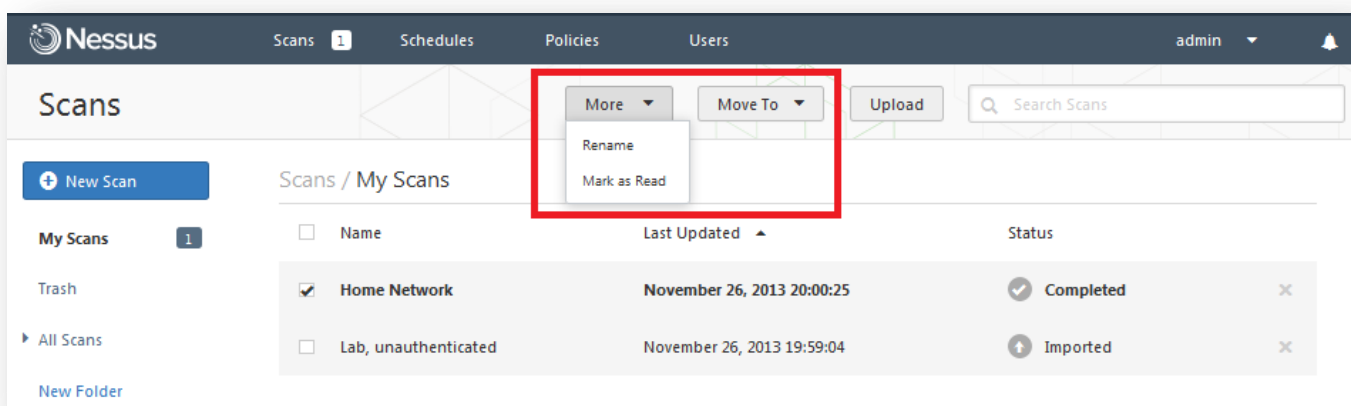 Nessus Scans 1 Schedules Policies Users admin
Scans More Move To Upload Search Scans
Rename
Mark as Read
New Scan
Scans / My Scans
My Scans 1
Name Last Updated Status
Trash
Home Network November 26, 2013 20:00:25 Completed
All Scans
Lab, unauthenticated November 26, 2013 19:59:04 Imported
New Folder